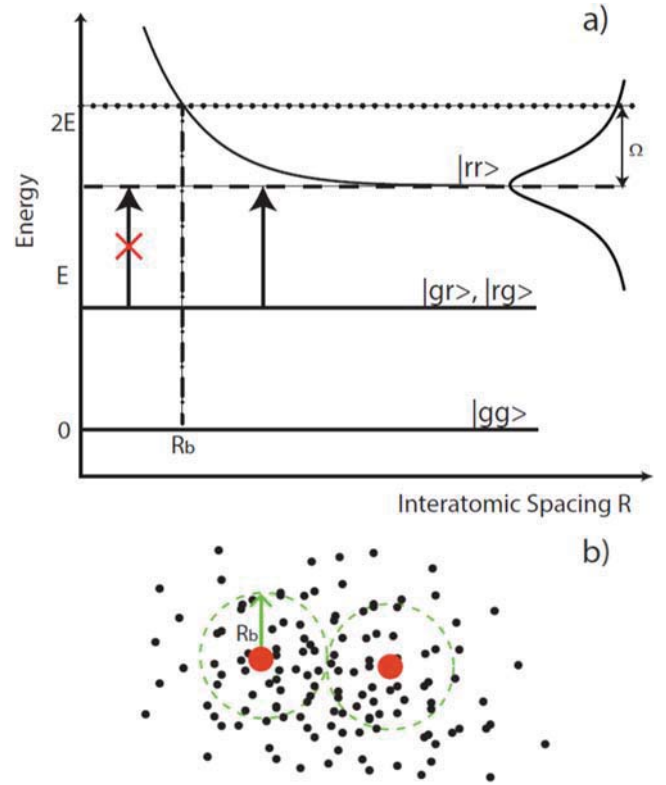 a)
2E
|rr>
Ω
Energy
E
|gr>, |rg>
|gg>
0
Rb
Interatomic Spacing R
b)
Rb